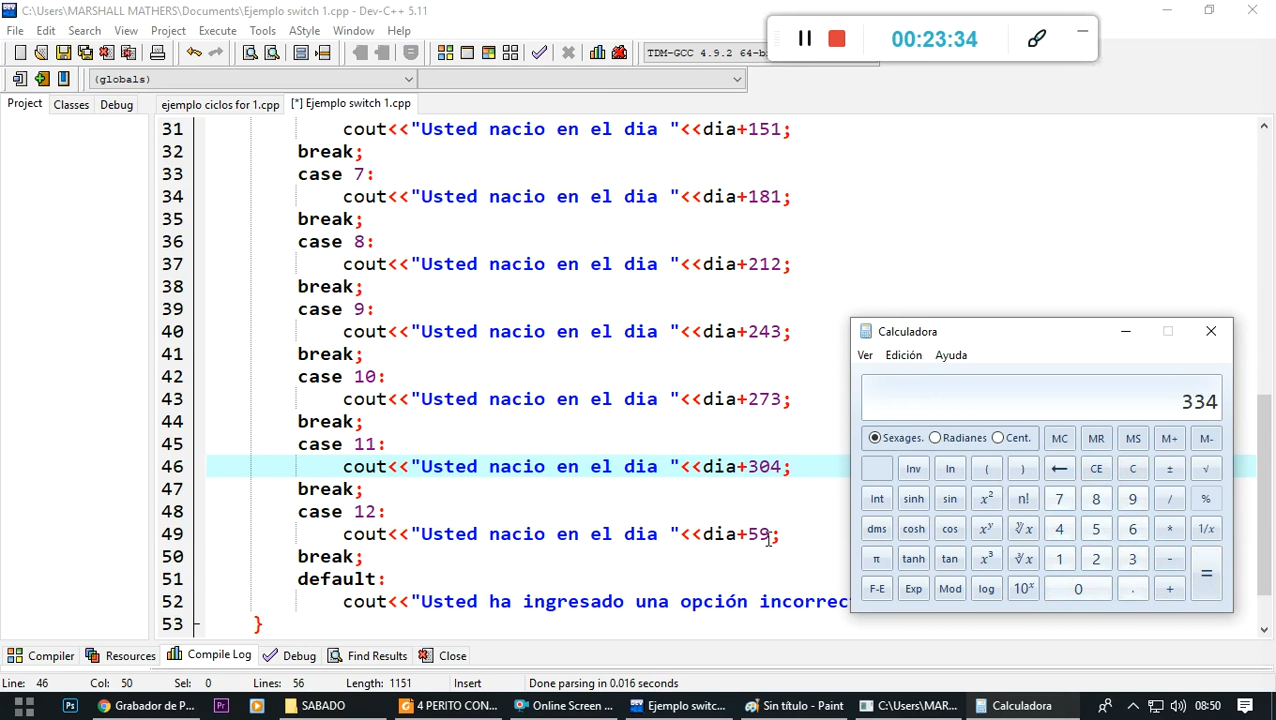 C:\Users\MARSHALL MATHERS\Documents\Ejemplo switch 1.cpp - Dev-C++ 5.11
File Edit Search View Project Execute Tools AStyle Window Help
00:23:34
TDM-GCC 4.9.2 64-bi
(globals)
Project Classes Debug
ejemplo ciclos for 1.cpp [*] Ejemplo switch 1.cpp
31 cout<<"Usted nacio en el dia "<<dia+151;
32 break;
33 case 7:
34 cout<<"Usted nacio en el dia "<<dia+181;
35 break;
36 case 8:
37 cout<<"Usted nacio en el dia "<<dia+212;
38 break;
39 case 9:
40 cout<<"Usted nacio en el dia "<<dia+243;
41 break;
42 case 10:
43 cout<<"Usted nacio en el dia "<<dia+273;
44 break;
45 case 11:
46 cout<<"Usted nacio en el dia "<<dia+304;
47 break;
48 case 12:
49 cout<<"Usted nacio en el dia "<<dia+59;
50 break;
51 default:
52 cout<<"Usted ha ingresado una opción incorrec
53 }
Calculadora
Ver Edición Ayuda
334
Sexages. Radianes Cent. MC MR MS M+ M-
Inv ln ( ) ← CE C ± √
Int sinh sin x² n! 7 8 9 / %
dms cosh cos xʸ ʸ√x 4 5 6 * 1/x
π tanh tan x³ ³√x 1 2 3 - =
F-E Exp Mod log 10ˣ 0 . +
Compiler Resources Compile Log Debug Find Results Close
Line: 46 Col: 50 Sel: 0 Lines: 56 Length: 1151 Insert Done parsing in 0.016 seconds
Ps Grabador de P... Pr SABADO 4 PERITO CON... Online Screen ... Ejemplo switc... Sin título - Paint C:\Users\MAR... Calculadora 08:50